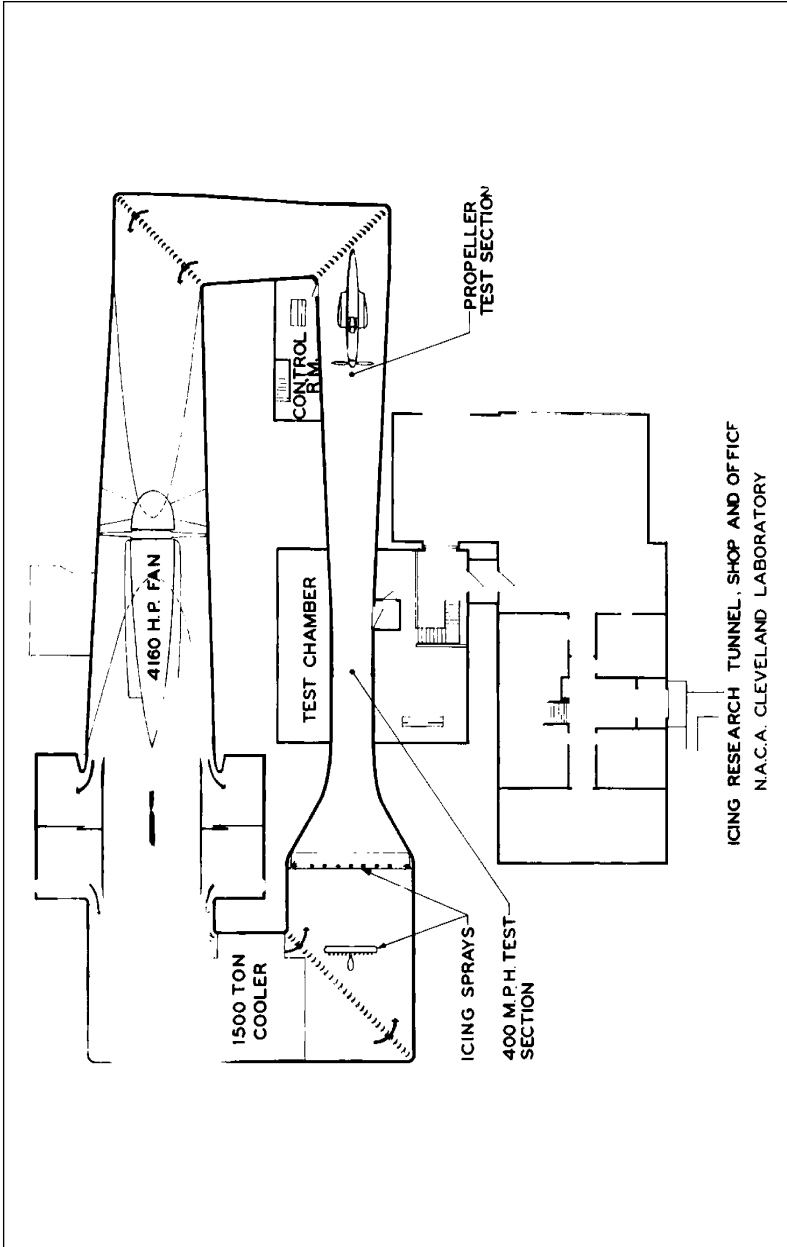 4160 H.P. FAN
1500 TON
COOLER
CONTROL
R.M.
TEST CHAMBER
PROPELLER
TEST SECTION
ICING SPRAYS
400 M.P.H. TEST
SECTION
ICING RESEARCH TUNNEL, SHOP AND OFFICE
N.A.C.A. CLEVELAND LABORATORY